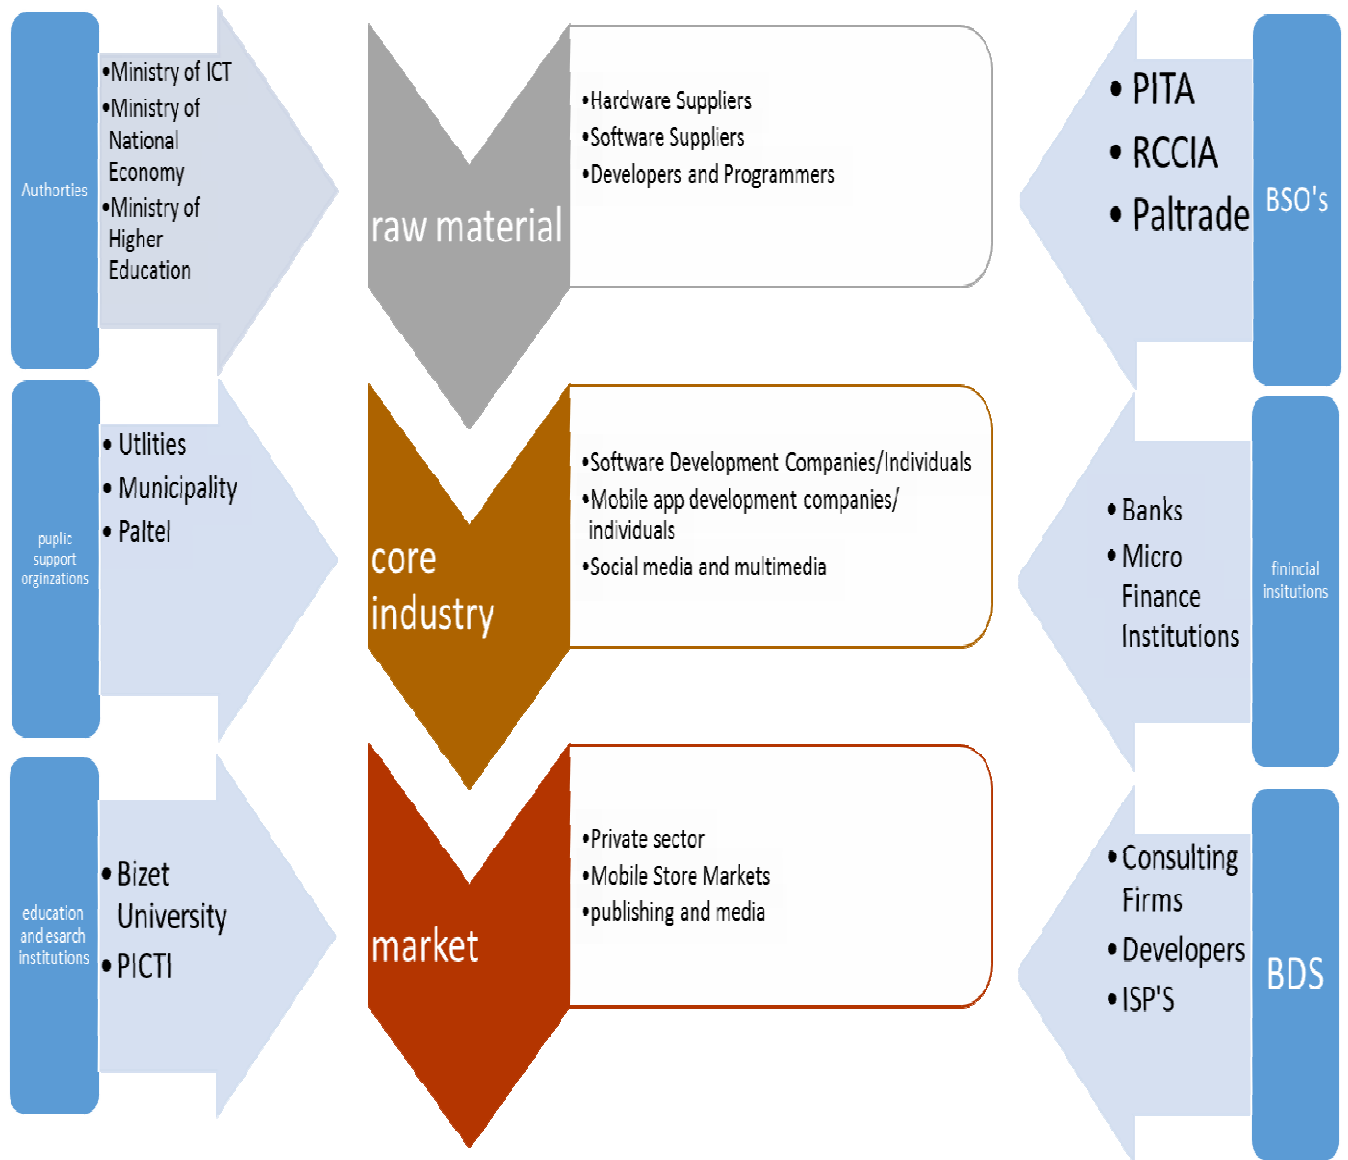 Authorties
•Ministry of ICT
•Ministry of
National
Economy
•Ministry of
Higher
Education
raw material
•Hardware Suppliers
•Software Suppliers
•Developers and Programmers
• PITA
• RCCIA
• Paltrade
BSO's
puplic
support
orginzations
• Utlities
• Municipality
• Paltel
core
industry
•Software Development Companies/Individuals
•Mobile app development companies/
individuals
•Social media and multimedia
• Banks
• Micro
Finance
Institutions
finincial
insitutions
education
and esarch
institutions
• Bizet
University
• PICTI
market
•Private sector
•Mobile Store Markets
•publishing and media
• Consulting
Firms
• Developers
• ISP'S
BDS